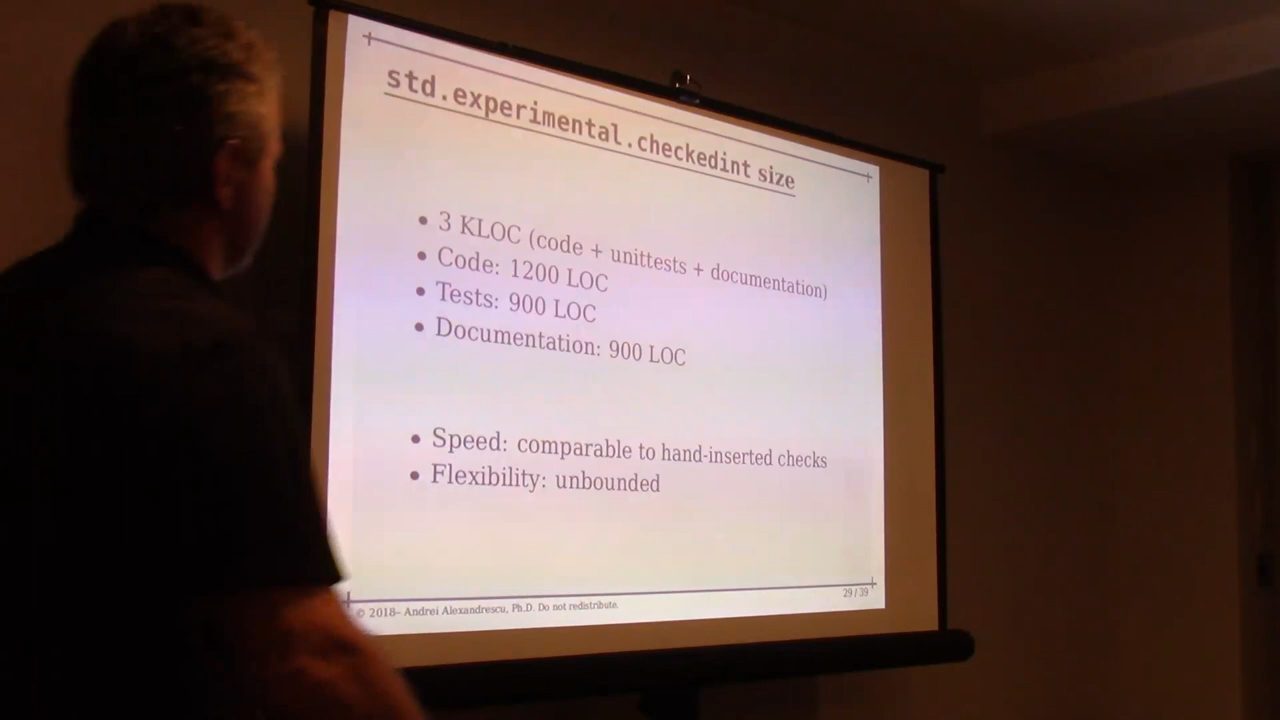 std.experimental.checkedint size
• 3 KLOC (code + unittests + documentation)
• Code: 1200 LOC
• Tests: 900 LOC
• Documentation: 900 LOC
• Speed: comparable to hand-inserted checks
• Flexibility: unbounded
© 2018– Andrei Alexandrescu, Ph.D. Do not redistribute.
29 / 39